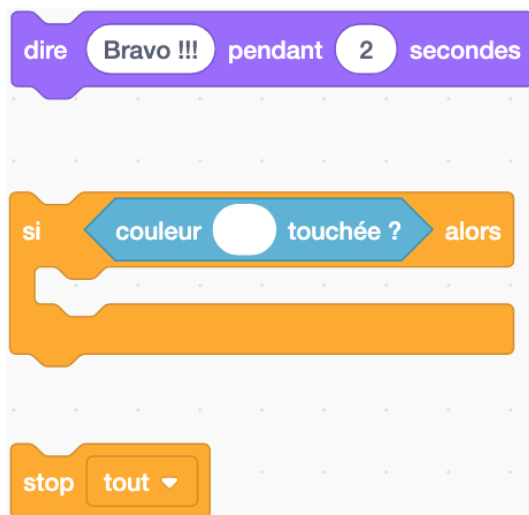 dire Bravo !!! pendant 2 secondes
si couleur touchée ? alors
stop tout